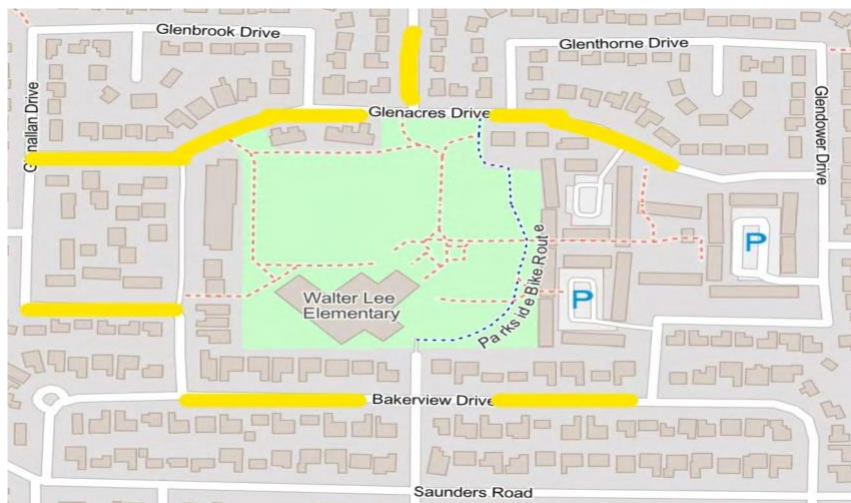 Glenbrook Drive
Glenthorne Drive
Glenacres Drive
Glendower Drive
P
Parkside Bike Route
P
Walter Lee
Elementary
Bakerview Drive
Saunders Road